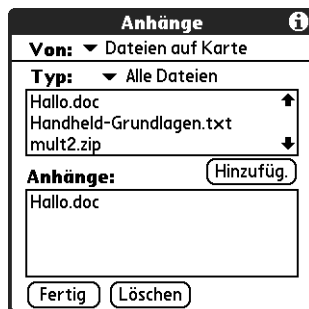 Anhänge
Von: Dateien auf Karte
Typ: Alle Dateien
Hallo.doc
Handheld-Grundlagen.txt
mult2.zip
Hinzufüg.
Anhänge:
Hallo.doc
Fertig Löschen